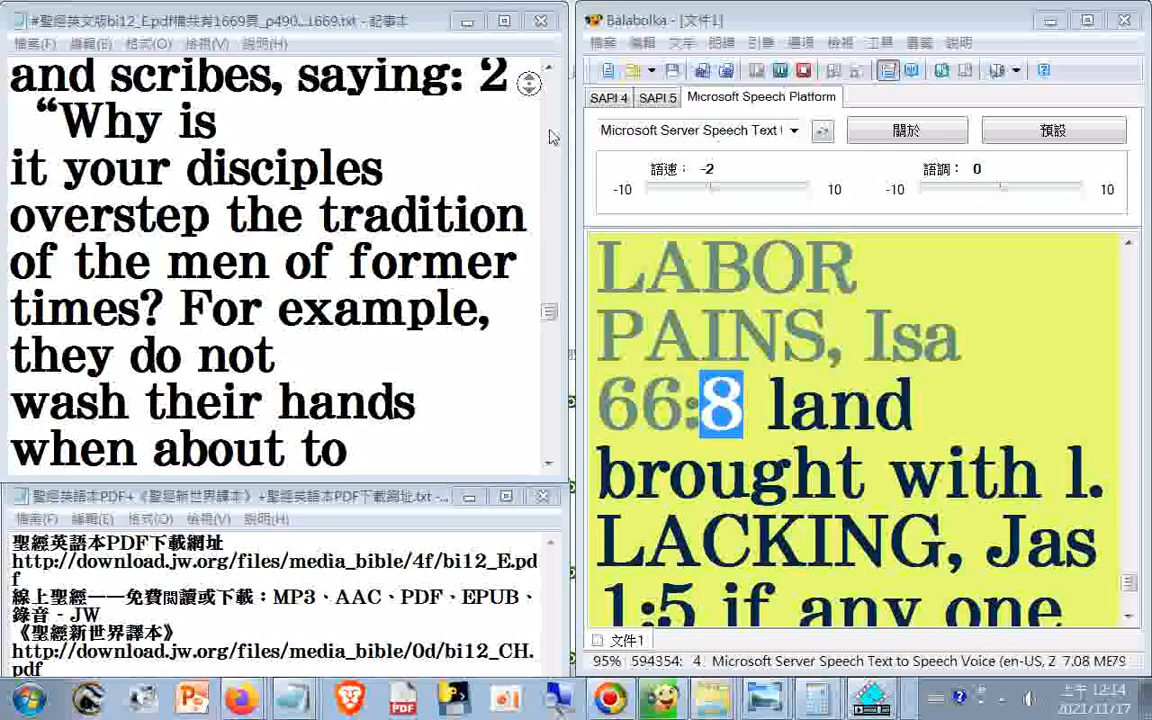 #聖經英文版bi12_E.pdf檔共有1669頁_p490...1669.txt - 記事本
檔案(F) 編輯(E) 格式(O) 檢視(V) 說明(H)
and scribes, saying: 2
“Why is
it your disciples
overstep the tradition
of the men of former
times? For example,
they do not
wash their hands
when about to
聖經英語本PDF+《聖經新世界譯本》+聖經英語本PDF下載網址.txt - ...
檔案(F) 編輯(E) 格式(O) 檢視(V) 說明(H)
聖經英語本PDF下載網址
http://download.jw.org/files/media_bible/4f/bi12_E.pd
f
線上聖經——免費閱讀或下載：MP3、AAC、PDF、EPUB、
錄音 - JW
《聖經新世界譯本》
http://download.jw.org/files/media_bible/0d/bi12_CH.
pdf
Balabolka - [文件1]
檔案 編輯 文字 朗讀 引擎 選項 檢視 工具 書籤 說明
SAPI 4 SAPI 5 Microsoft Speech Platform
Microsoft Server Speech Text 關於 預設
語速： -2 語調： 0
-10 10 -10 10
LABOR
PAINS, Isa
66:8 land
brought with l.
LACKING, Jas
1:5 if any one
文件1
95% 594354: 4 Microsoft Server Speech Text to Speech Voice (en-US, Z 7.08 ME79
PDF
上午 12:14
2021/11/17